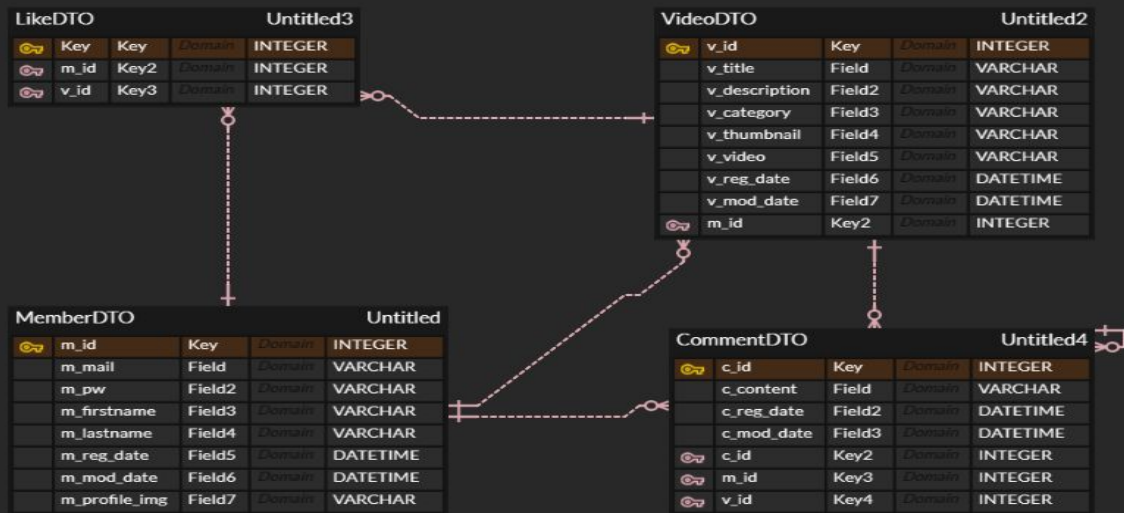 LikeDTO Untitled3
Key Key Domain INTEGER
m_id Key2 Domain INTEGER
v_id Key3 Domain INTEGER
VideoDTO Untitled2
v_id Key Domain INTEGER
v_title Field Domain VARCHAR
v_description Field2 Domain VARCHAR
v_category Field3 Domain VARCHAR
v_thumbnail Field4 Domain VARCHAR
v_video Field5 Domain VARCHAR
v_reg_date Field6 Domain DATETIME
v_mod_date Field7 Domain DATETIME
m_id Key2 Domain INTEGER
MemberDTO Untitled
m_id Key Domain INTEGER
m_mail Field Domain VARCHAR
m_pw Field2 Domain VARCHAR
m_firstname Field3 Domain VARCHAR
m_lastname Field4 Domain VARCHAR
m_reg_date Field5 Domain DATETIME
m_mod_date Field6 Domain DATETIME
m_profile_img Field7 Domain VARCHAR
CommentDTO Untitled4
c_id Key Domain INTEGER
c_content Field Domain VARCHAR
c_reg_date Field2 Domain DATETIME
c_mod_date Field3 Domain DATETIME
c_id Key2 Domain INTEGER
m_id Key3 Domain INTEGER
v_id Key4 Domain INTEGER